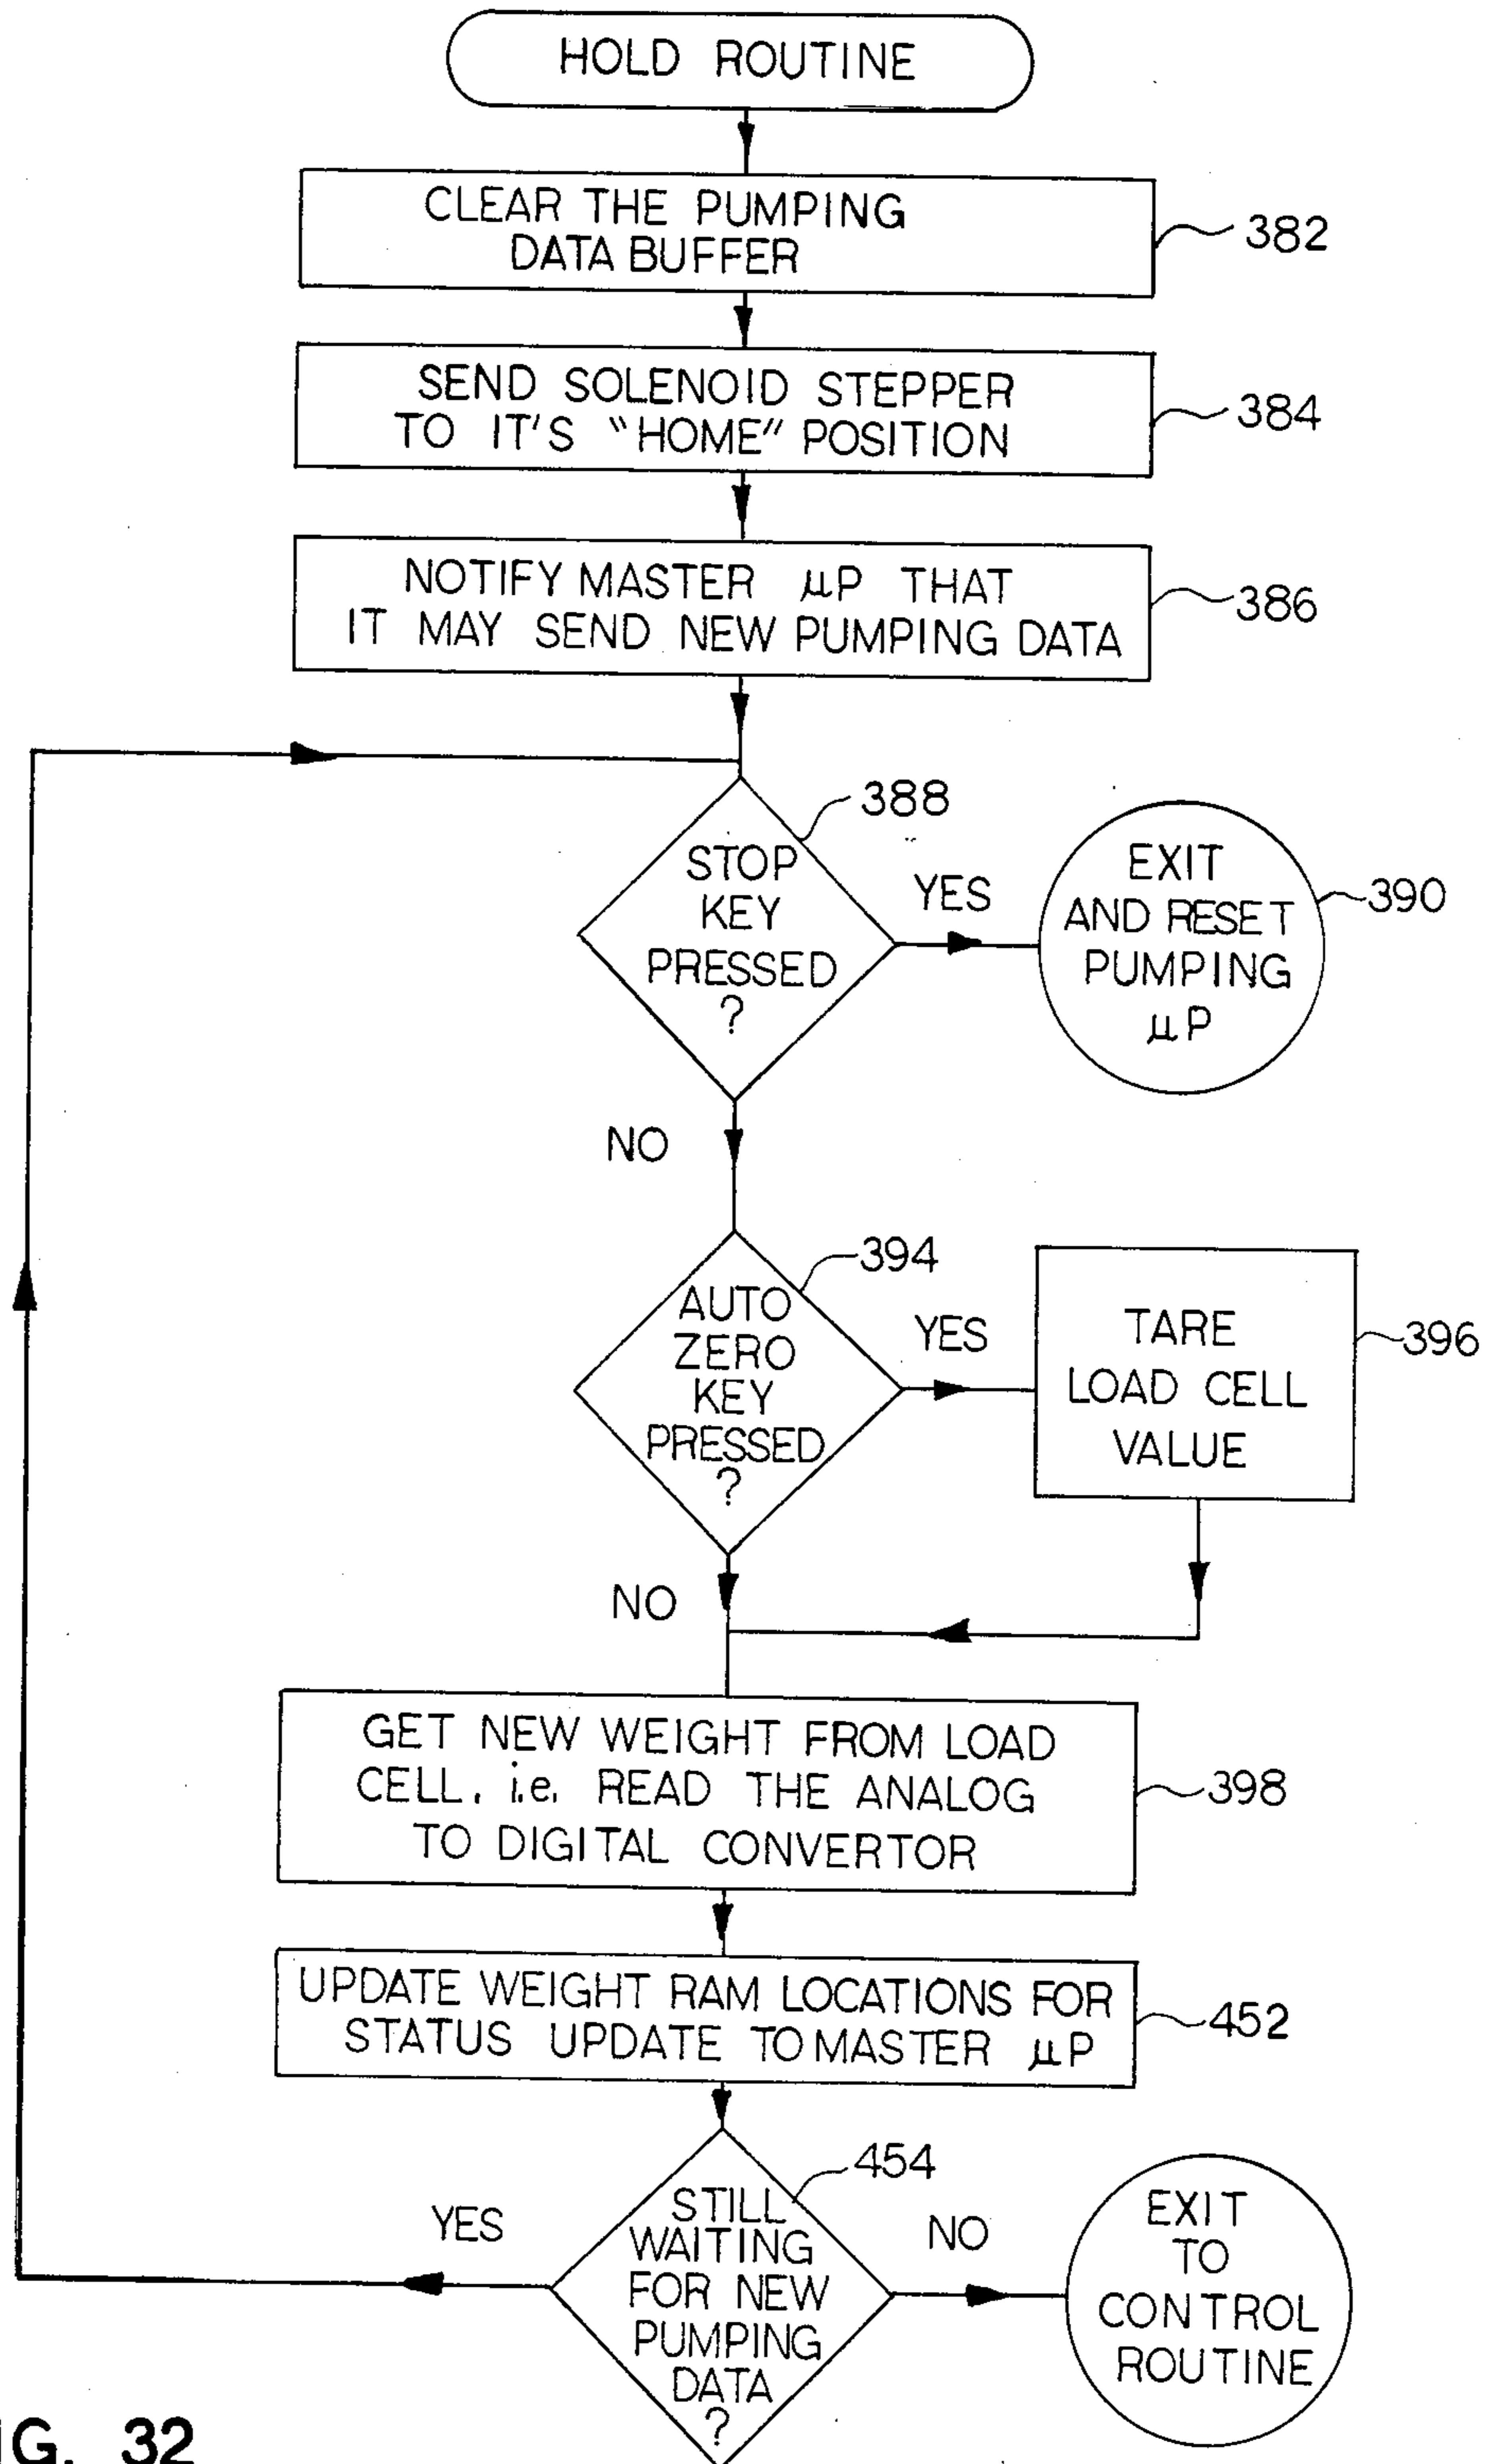 HOLD ROUTINE
CLEAR THE PUMPING
DATA BUFFER
382
SEND SOLENOID STEPPER
TO IT'S "HOME" POSITION
384
NOTIFY MASTER µP THAT
IT MAY SEND NEW PUMPING DATA
386
388
STOP
KEY
PRESSED
?
YES
EXIT
AND RESET
PUMPING
µP
390
NO
394
AUTO
ZERO
KEY
PRESSED
?
YES
TARE
LOAD CELL
VALUE
396
NO
GET NEW WEIGHT FROM LOAD
CELL. i.e. READ THE ANALOG
TO DIGITAL CONVERTOR
398
UPDATE WEIGHT RAM LOCATIONS FOR
STATUS UPDATE TO MASTER µP
452
454
STILL
WAITING
FOR NEW
PUMPING
DATA
?
YES
NO
EXIT
TO
CONTROL
ROUTINE
IG. 32